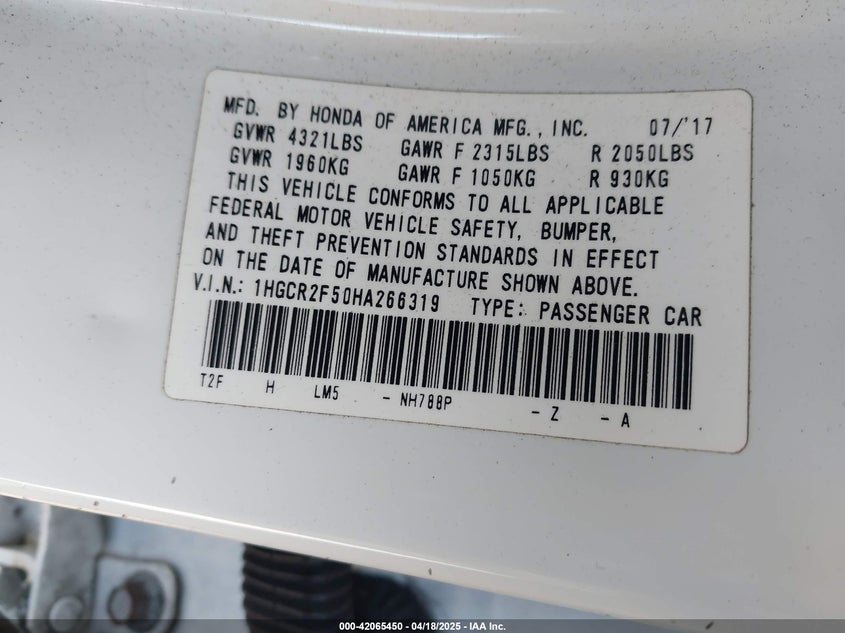 MFD. BY HONDA OF AMERICA MFG., INC. 07/'17
GVWR 4321LBS GAWR F 2315LBS R 2050LBS
GVWR 1960KG GAWR F 1050KG R 930KG
THIS VEHICLE CONFORMS TO ALL APPLICABLE
FEDERAL MOTOR VEHICLE SAFETY, BUMPER,
AND THEFT PREVENTION STANDARDS IN EFFECT
ON THE DATE OF MANUFACTURE SHOWN ABOVE.
V.I.N.: 1HGCR2F50HA266319 TYPE: PASSENGER CAR
T2F H LM5 - NH788P - Z - A
000-42065450 - 04/18/2025 - IAA Inc.